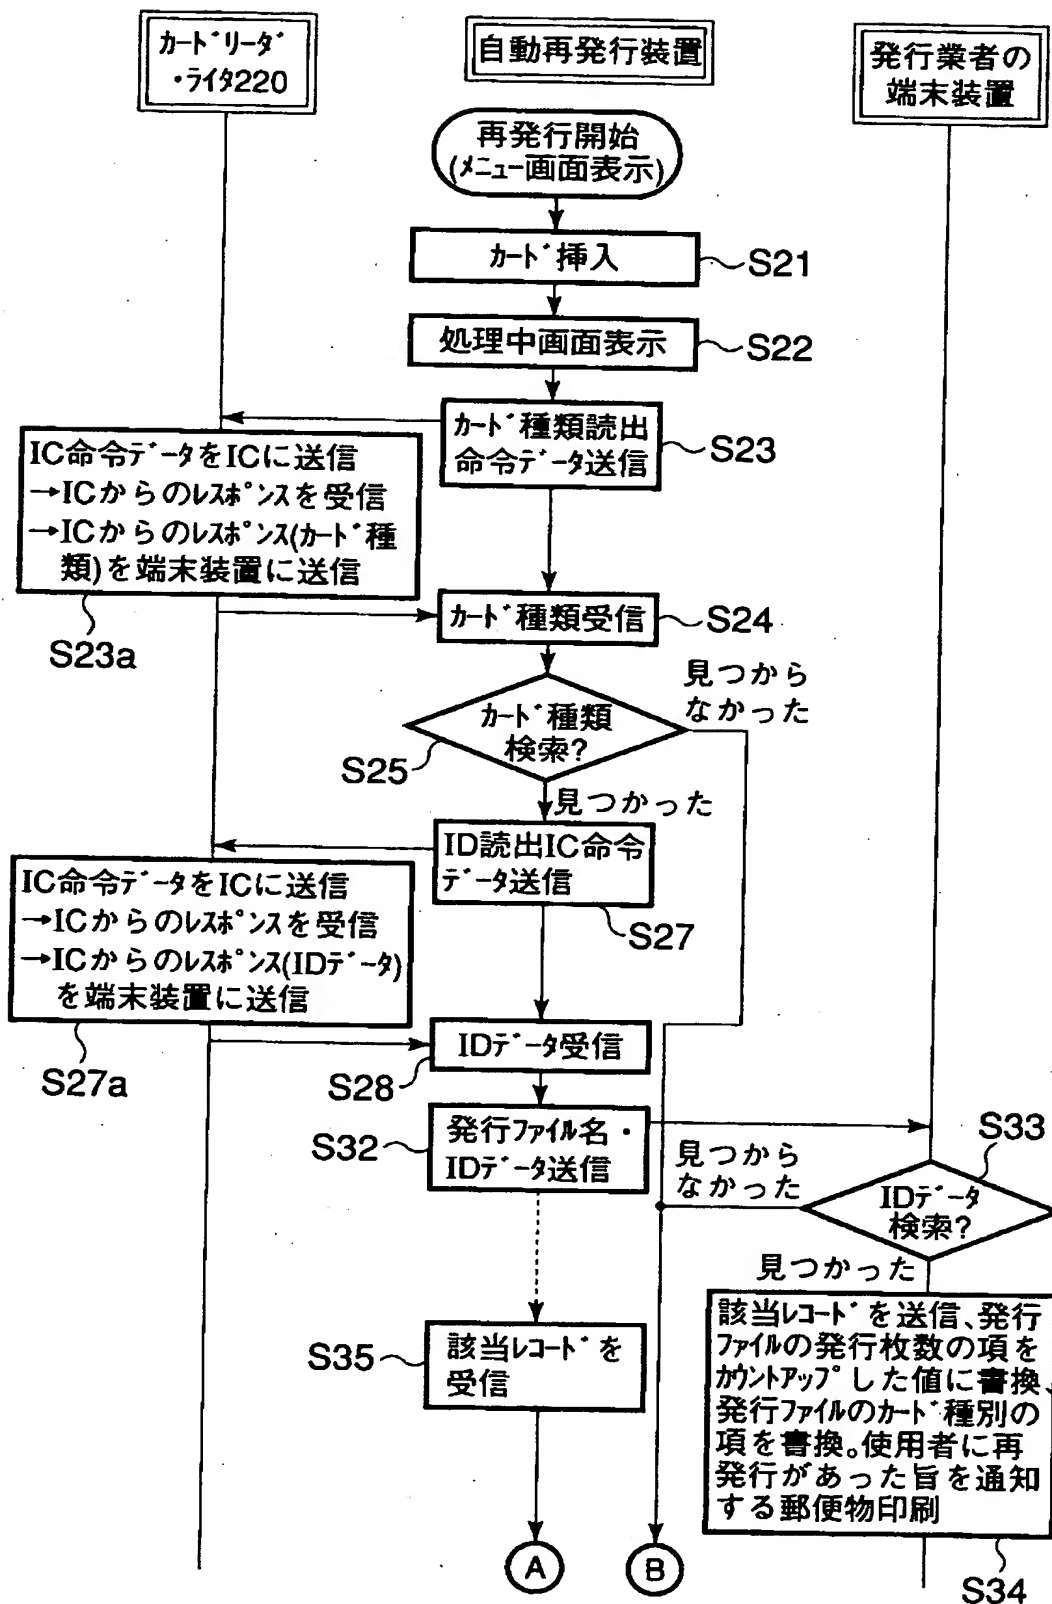 カードリーダ
・ライタ220
自動再発行装置
発行業者の
端末装置
再発行開始
(メニュー画面表示)
カード挿入
S21
処理中画面表示
S22
カード種類読出
命令データ送信
S23
IC命令データをICに送信
→ICからのレスポンスを受信
→ICからのレスポンス(カード種
類)を端末装置に送信
S23a
カード種類受信
S24
カード種類
検索?
S25
見つから
なかった
見つかった
ID読出IC命令
データ送信
S27
IC命令データをICに送信
→ICからのレスポンスを受信
→ICからのレスポンス(IDデータ)
を端末装置に送信
S27a
IDデータ受信
S28
発行ファイル名・
IDデータ送信
S32
S33
IDデータ
検索?
見つから
なかった
見つかった
該当レコードを送信、発行
ファイルの発行枚数の項を
カウントアップした値に書換、
発行ファイルのカード種別の
項を書換。使用者に再
発行があった旨を通知
する郵便物印刷
S34
該当レコードを
受信
S35
A
B